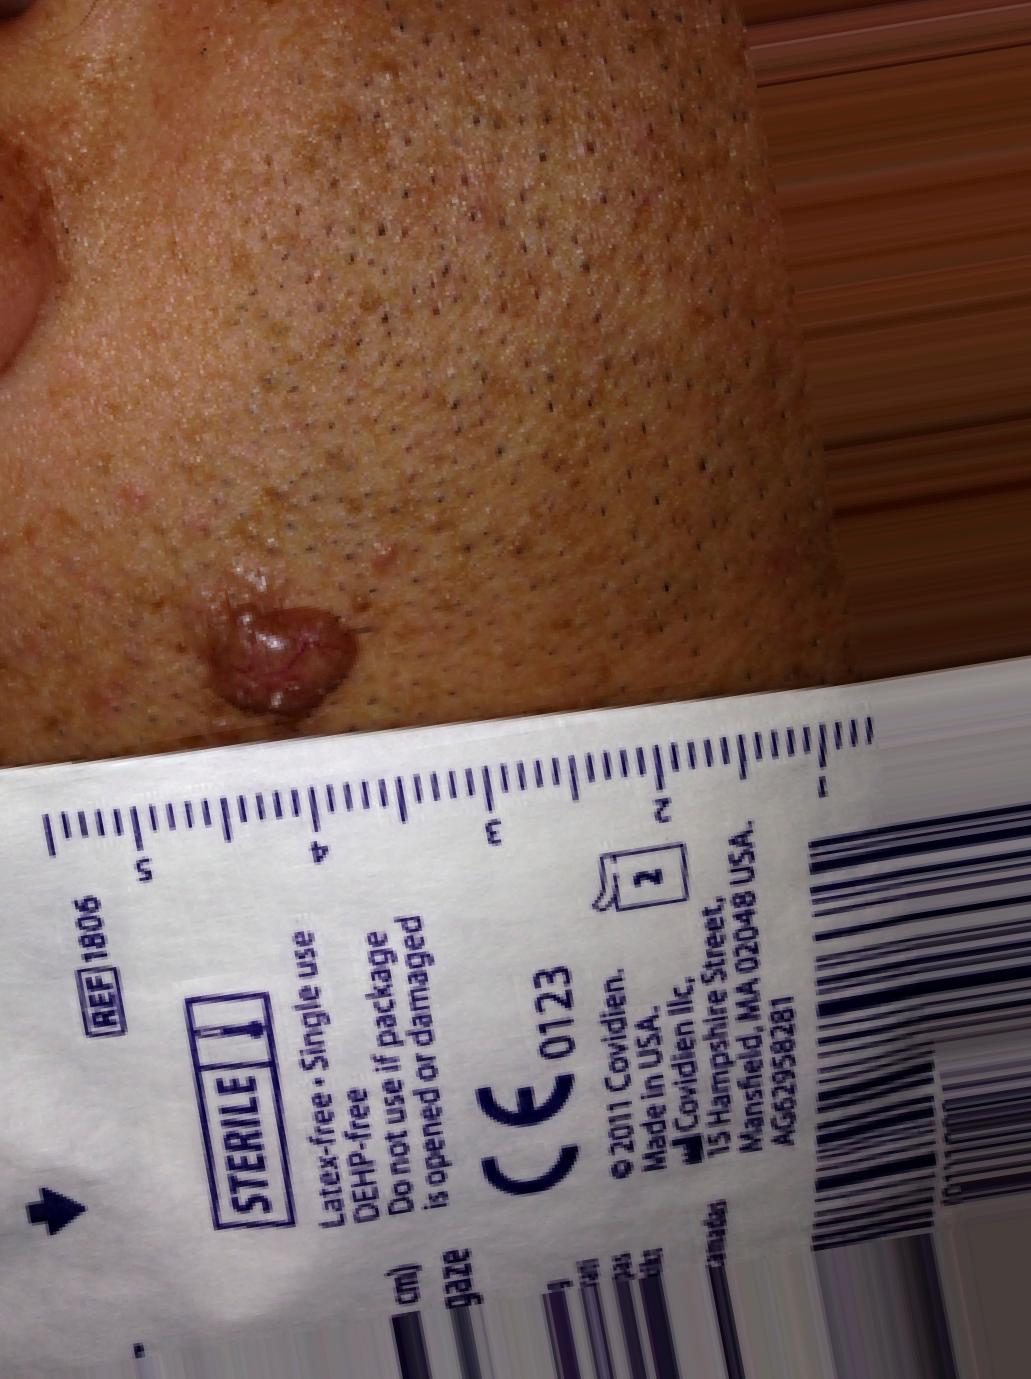 5
4
3
2
1
REF 1806
STERILE
Latex-free • Single use
DEHP-free
Do not use if package
is opened or damaged
CE 0123
2
© 2011 Covidien.
Made in USA.
Covidien llc,
15 Hampshire Street,
Mansfield, MA 02048 USA.
AG62958281
cm)
gaze